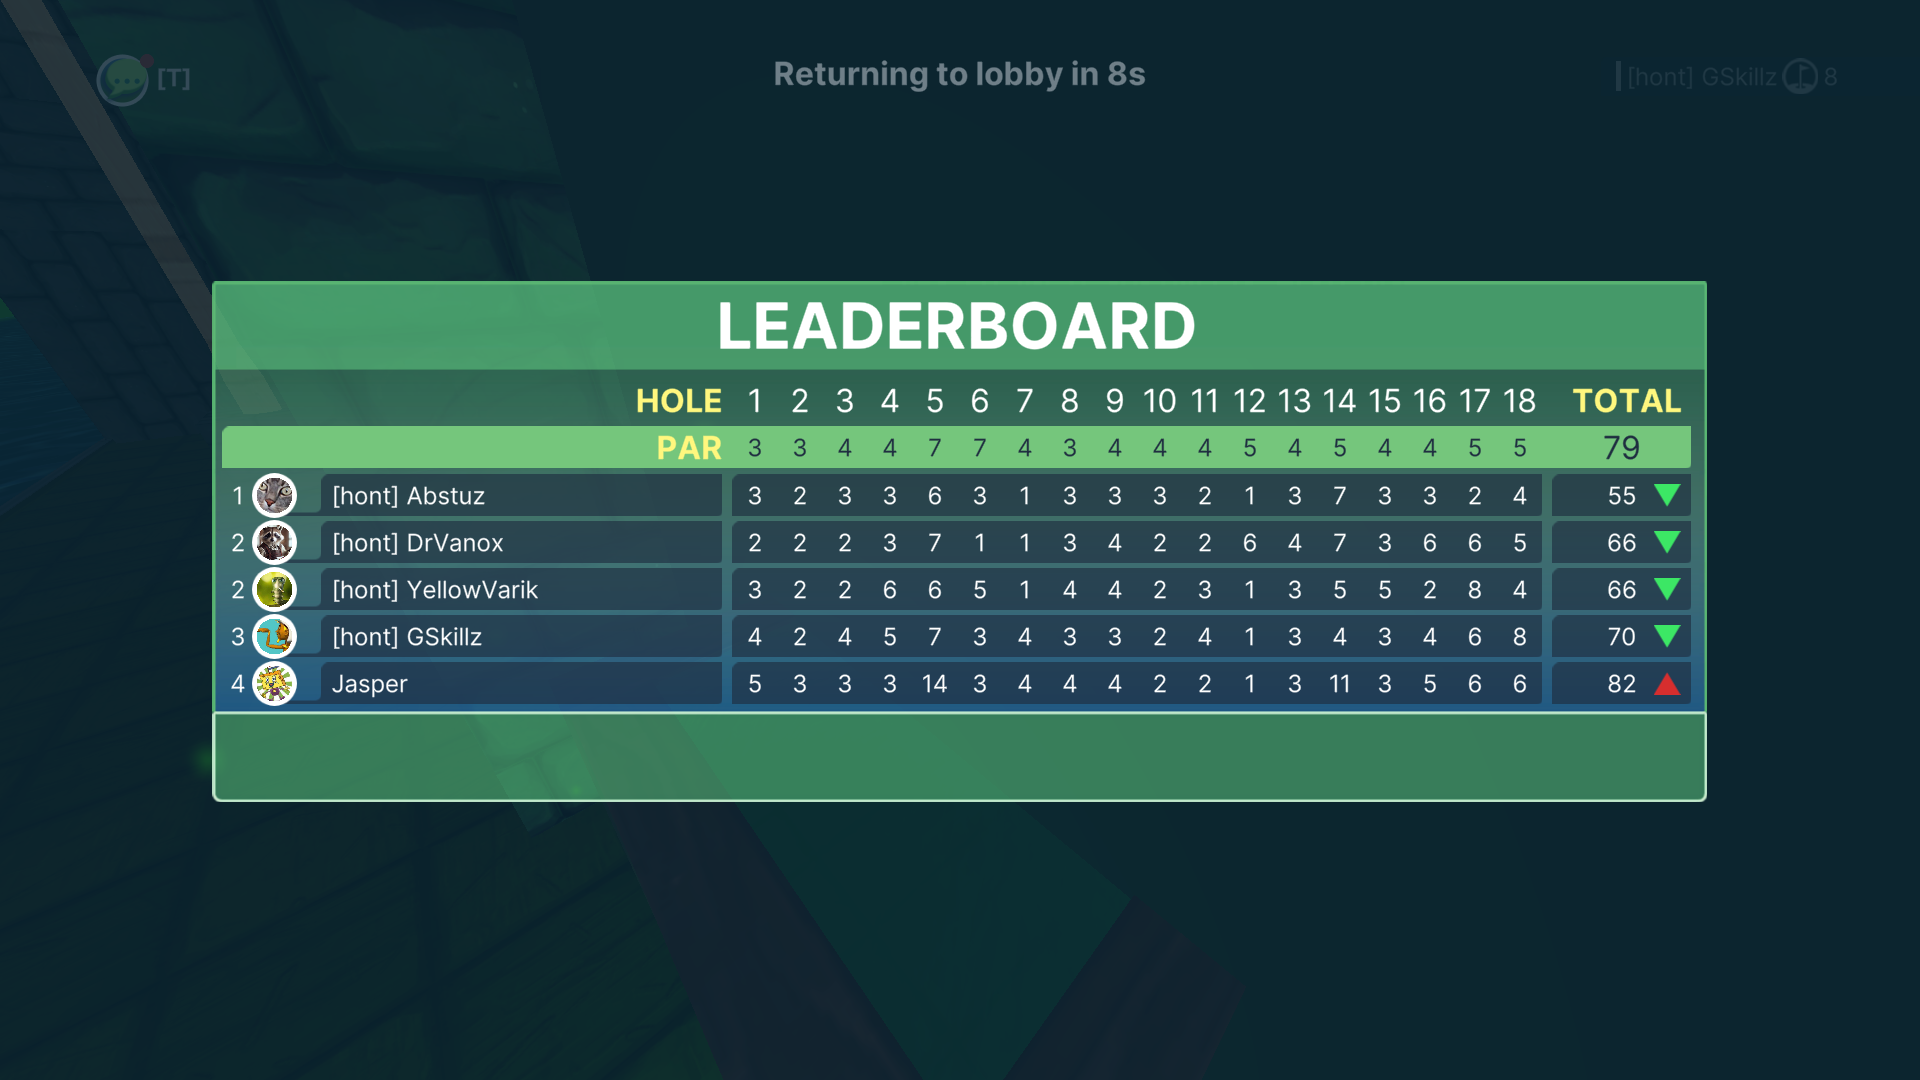 [T]
Returning to lobby in 8s
[hont] GSkillz 8
LEADERBOARD
HOLE 1 2 3 4 5 6 7 8 9 10 11 12 13 14 15 16 17 18 TOTAL
PAR 3 3 4 4 7 7 4 3 4 4 4 5 4 5 4 4 5 5 79
1 [hont] Abstuz 3 2 3 3 6 3 1 3 3 3 2 1 3 7 3 3 2 4 55
2 [hont] DrVanox 2 2 2 3 7 1 1 3 4 2 2 6 4 7 3 6 6 5 66
2 [hont] YellowVarik 3 2 2 6 6 5 1 4 4 2 3 1 3 5 5 2 8 4 66
3 [hont] GSkillz 4 2 4 5 7 3 4 3 3 2 4 1 3 4 3 4 6 8 70
4 Jasper 5 3 3 3 14 3 4 4 4 2 2 1 3 11 3 5 6 6 82